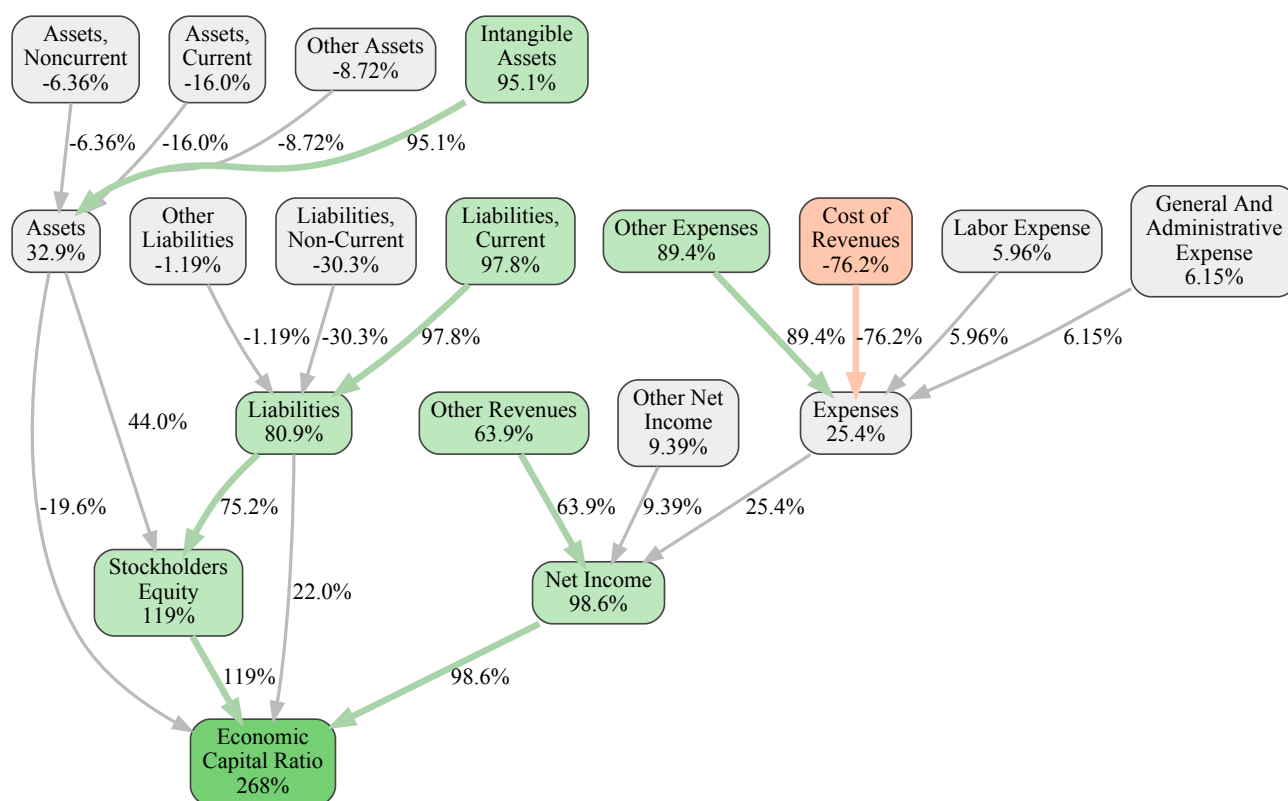 Assets,
Noncurrent
-6.36%
Assets,
Current
-16.0%
Other Assets
-8.72%
Intangible
Assets
95.1%
-6.36%
-16.0%
-8.72%
95.1%
Assets
32.9%
Other
Liabilities
-1.19%
Liabilities,
Non-Current
-30.3%
Liabilities,
Current
97.8%
Other Expenses
89.4%
Cost of
Revenues
-76.2%
Labor Expense
5.96%
General And
Administrative
Expense
6.15%
-1.19%
-30.3%
97.8%
89.4%
-76.2%
5.96%
6.15%
44.0%
Liabilities
80.9%
Other Revenues
63.9%
Other Net
Income
9.39%
Expenses
25.4%
-19.6%
75.2%
63.9%
9.39%
25.4%
Stockholders
Equity
119%
22.0%
Net Income
98.6%
119%
98.6%
Economic
Capital Ratio
268%